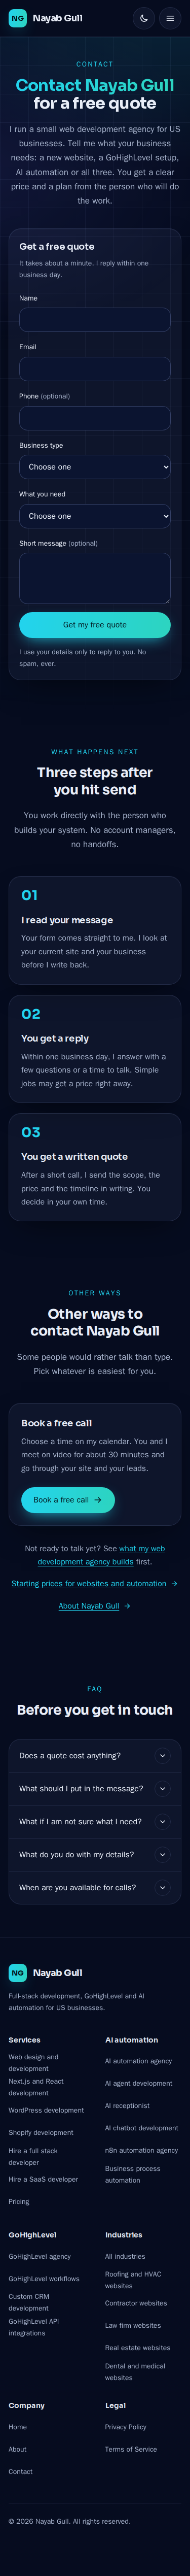 NG Nayab Gull
CONTACT
Contact Nayab Gull
for a free quote
I run a small web development agency for US
businesses. Tell me what your business
needs: a new website, a GoHighLevel setup,
AI automation or all three. You get a clear
price and a plan from the person who will do
the work.
Get a free quote
It takes about a minute. I reply within one
business day.
Name
Email
Phone (optional)
Business type
Choose one
What you need
Choose one
Short message (optional)
Get my free quote
I use your details only to reply to you. No
spam, ever.
WHAT HAPPENS NEXT
Three steps after
you hit send
You work directly with the person who
builds your system. No account managers,
no handoffs.
01
I read your message
Your form comes straight to me. I look at
your current site and your business
before I write back.
02
You get a reply
Within one business day, I answer with a
few questions or a time to talk. Simple
jobs may get a price right away.
03
You get a written quote
After a short call, I send the scope, the
price and the timeline in writing. You
decide in your own time.
OTHER WAYS
Other ways to
contact Nayab Gull
Some people would rather talk than type.
Pick whatever is easiest for you.
Book a free call
Choose a time on my calendar. You and I
meet on video for about 30 minutes and
go through your site and your leads.
Book a free call →
Not ready to talk yet? See what my web
development agency builds first.
Starting prices for websites and automation →
About Nayab Gull →
FAQ
Before you get in touch
Does a quote cost anything?
What should I put in the message?
What if I am not sure what I need?
What do you do with my details?
When are you available for calls?
NG Nayab Gull
Full-stack development, GoHighLevel and AI
automation for US businesses.
Services
Web design and
development
Next.js and React
development
WordPress development
Shopify development
Hire a full stack
developer
Hire a SaaS developer
Pricing
AI automation
AI automation agency
AI agent development
AI receptionist
AI chatbot development
n8n automation agency
Business process
automation
GoHighLevel
GoHighLevel agency
GoHighLevel workflows
Custom CRM
development
GoHighLevel API
integrations
Industries
All industries
Roofing and HVAC
websites
Contractor websites
Law firm websites
Real estate websites
Dental and medical
websites
Company
Home
About
Contact
Legal
Privacy Policy
Terms of Service
© 2026 Nayab Gull. All rights reserved.